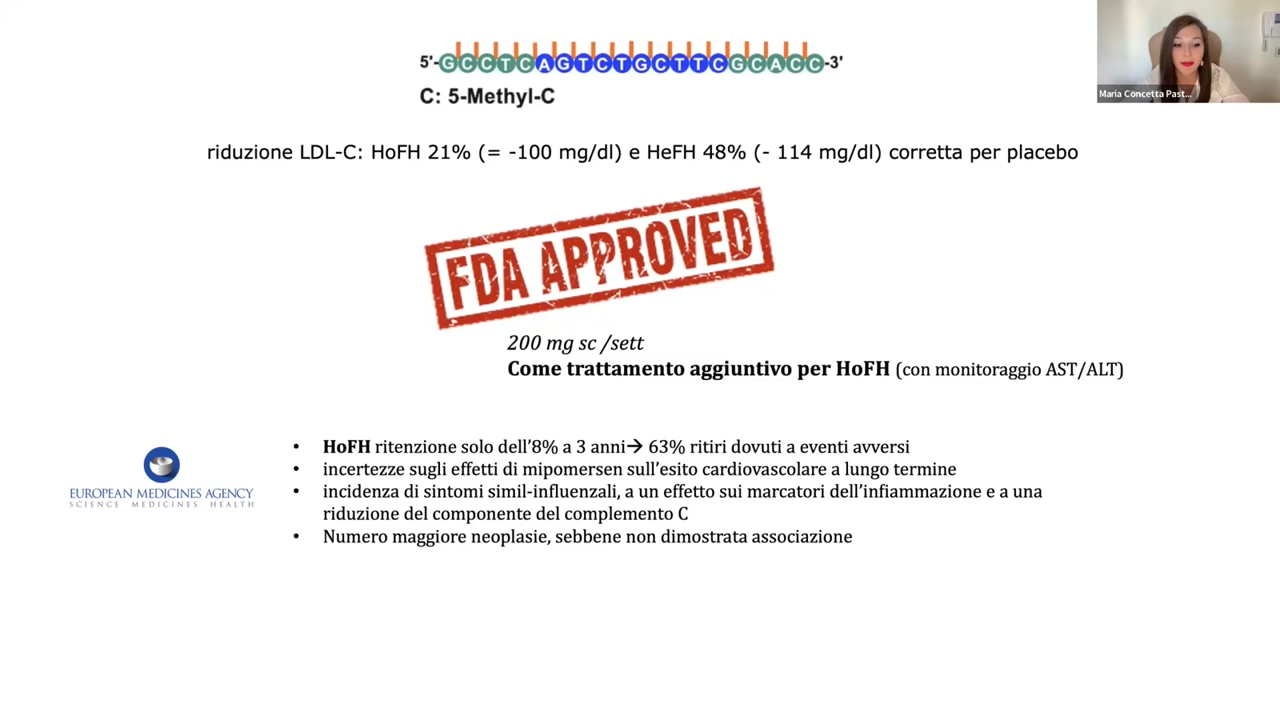 5'-GCCTCAGTCTGCTTCGCACC-3'
C: 5-Methyl-C
Maria Concetta Past...
riduzione LDL-C: HoFH 21% (= -100 mg/dl) e HeFH 48% (- 114 mg/dl) corretta per placebo
FDA APPROVED
200 mg sc /sett
Come trattamento aggiuntivo per HoFH (con monitoraggio AST/ALT)
EUROPEAN MEDICINES AGENCY
SCIENCE MEDICINES HEALTH
• HoFH ritenzione solo dell'8% a 3 anni→ 63% ritiri dovuti a eventi avversi
• incertezze sugli effetti di mipomersen sull'esito cardiovascolare a lungo termine
• incidenza di sintomi simil-influenzali, a un effetto sui marcatori dell'infiammazione e a una
riduzione del componente del complemento C
• Numero maggiore neoplasie, sebbene non dimostrata associazione